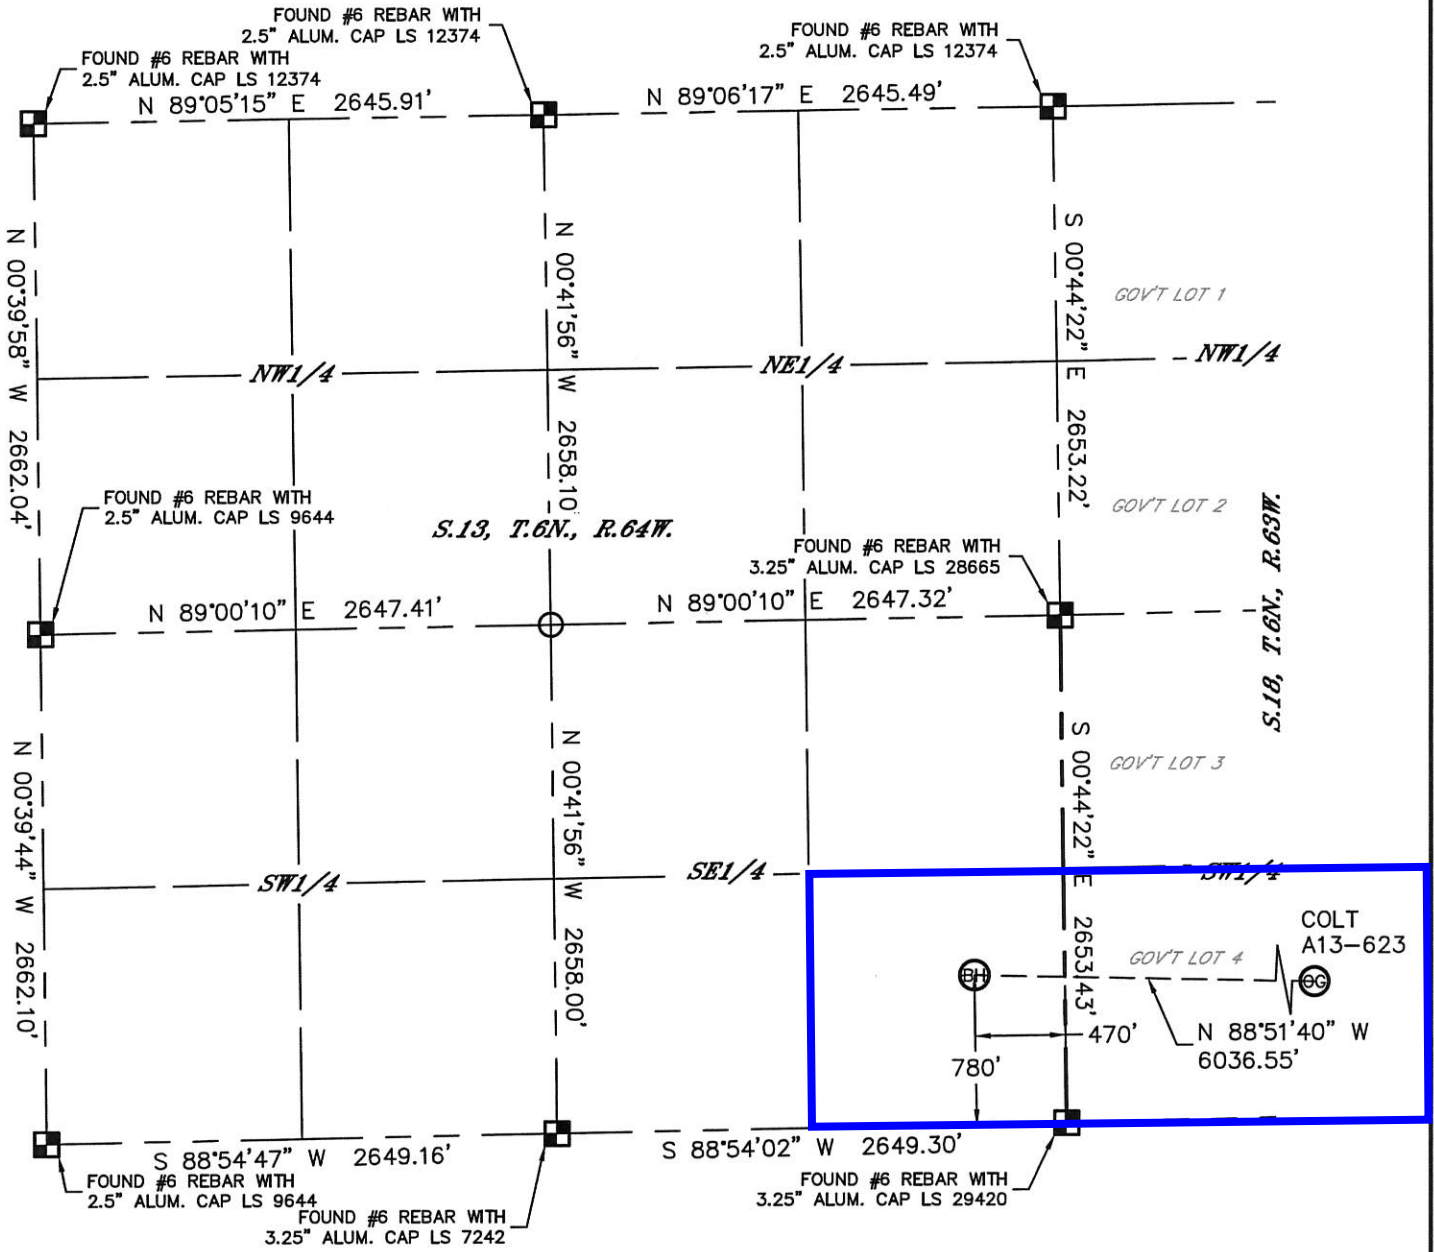 FOUND #6 REBAR WITH
2.5" ALUM. CAP LS 12374
FOUND #6 REBAR WITH
2.5" ALUM. CAP LS 12374
FOUND #6 REBAR WITH
2.5" ALUM. CAP LS 12374
N 89°05'15" E 2645.91'
N 89°06'17" E 2645.49'
N 00°39'58" W 2662.04'
N 00°41'56" W 2658.10'
S 00°44'22" E 2653.22'
GOV'T LOT 1
NW1/4
NE1/4
NW1/4
FOUND #6 REBAR WITH
2.5" ALUM. CAP LS 9644
S.13, T.6N., R.64W.
GOV'T LOT 2
FOUND #6 REBAR WITH
3.25" ALUM. CAP LS 28665
S.18, T.6N., R.63W.
N 89°00'10" E 2647.41'
N 89°00'10" E 2647.32'
N 00°39'44" W 2662.10'
N 00°41'56" W 2658.00'
S 00°44'22" E 2653.43'
GOV'T LOT 3
SW1/4
SE1/4
SW1/4
COLT
A13-623
GOV'T LOT 4
BH
OG
470'
N 88°51'40" W
6036.55'
780'
S 88°54'47" W 2649.16'
S 88°54'02" W 2649.30'
FOUND #6 REBAR WITH
2.5" ALUM. CAP LS 9644
FOUND #6 REBAR WITH
3.25" ALUM. CAP LS 7242
FOUND #6 REBAR WITH
3.25" ALUM. CAP LS 29420